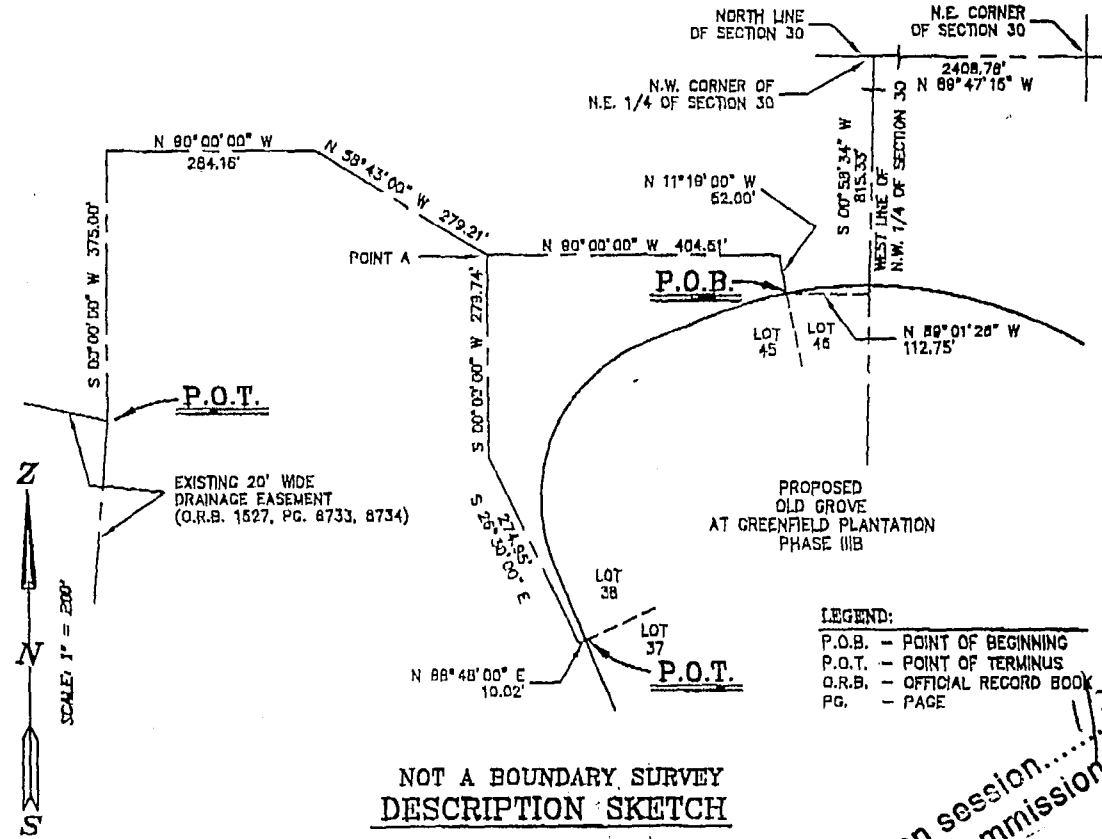 NORTH LINE
OF SECTION 30
N.E. CORNER
OF SECTION 30
2408.78'
N 89°47'15" W
N.W. CORNER OF
N.E. 1/4 OF SECTION 30
S 00°58'34" W
815.33'
WEST LINE OF
N.W. 1/4 OF SECTION 30
N 90°00'00" W
284.16'
N 58°43'00" W 279.21'
N 11°19'00" W
52.00'
S 00°00'00" W 375.00'
POINT A
N 90°00'00" W 404.51'
P.O.B.
S 00°00'00" W 279.74'
LOT
45
LOT
46
N 89°01'26" W
112.75'
P.O.T.
EXISTING 20' WIDE
DRAINAGE EASEMENT
(O.R.B. 1527, PG. 6733, 6734)
PROPOSED
OLD GROVE
AT GREENFIELD PLANTATION
PHASE IIIB
274.95'
S 26°30'00" E
Z
N
S
SCALE: 1" = 200'
LOT
38
LOT
37
N 88°48'00" E
10.02'
P.O.T.
LEGEND:
P.O.B. - POINT OF BEGINNING
P.O.T. - POINT OF TERMINUS
O.R.B. - OFFICIAL RECORD BOOK
PG. - PAGE
NOT A BOUNDARY SURVEY
DESCRIPTION SKETCH
n session.......
mmission